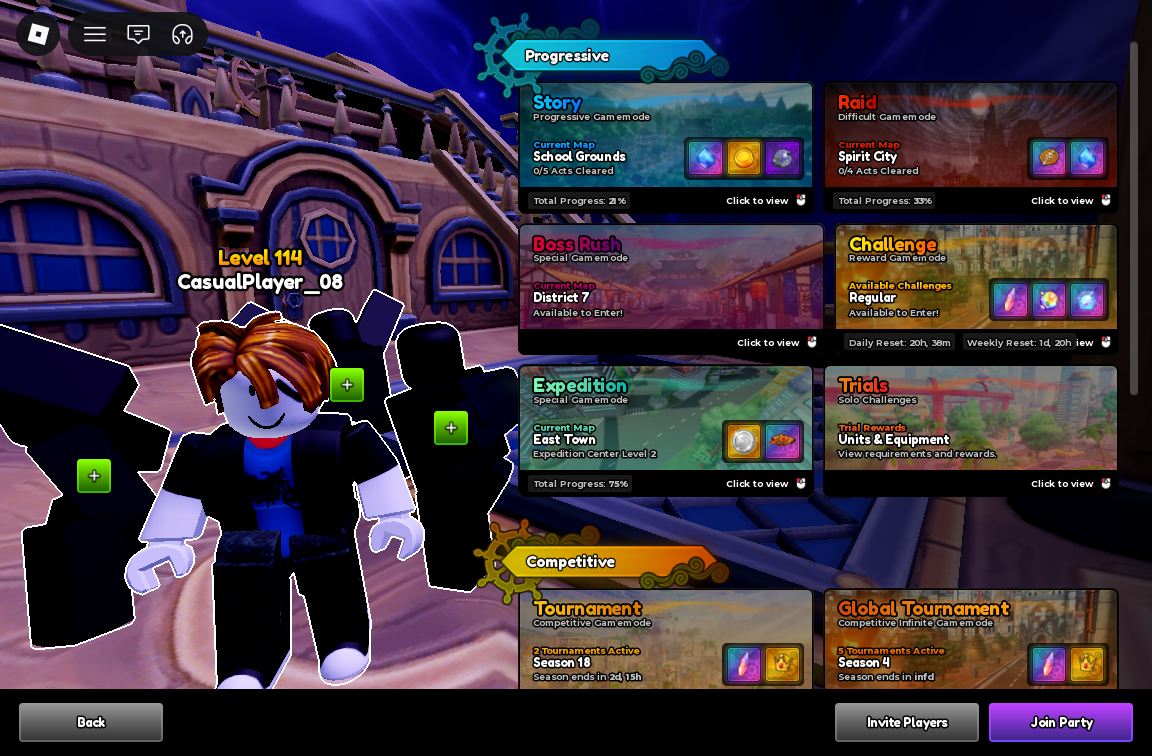 Progressive
Story
Progressive Gamemode
Current Map
School Grounds
0/5 Acts Cleared
Total Progress: 21%
Click to view
Raid
Difficult Gamemode
Current Map
Spirit City
0/4 Acts Cleared
Total Progress: 33%
Click to view
Boss Rush
Special Gamemode
Current Map
District 7
Available to Enter!
Click to view
Challenge
Reward Gamemode
Available Challenges
Regular
Available to Enter!
Daily Reset: 20h, 38m
Weekly Reset: 1d, 20h
iew
Level 114
CasualPlayer_08
Expedition
Special Gamemode
Current Map
East Town
Expedition Center Level 2
Total Progress: 75%
Click to view
Trials
Solo Challenges
Trial Rewards
Units & Equipment
View requirements and rewards.
Click to view
Competitive
Tournament
Competitive Gamemode
2 Tournaments Active
Season 18
Season ends in 2d, 15h
Global Tournament
Competitive Infinite Gamemode
5 Tournaments Active
Season 4
Season ends in infd
Back
Invite Players
Join Party